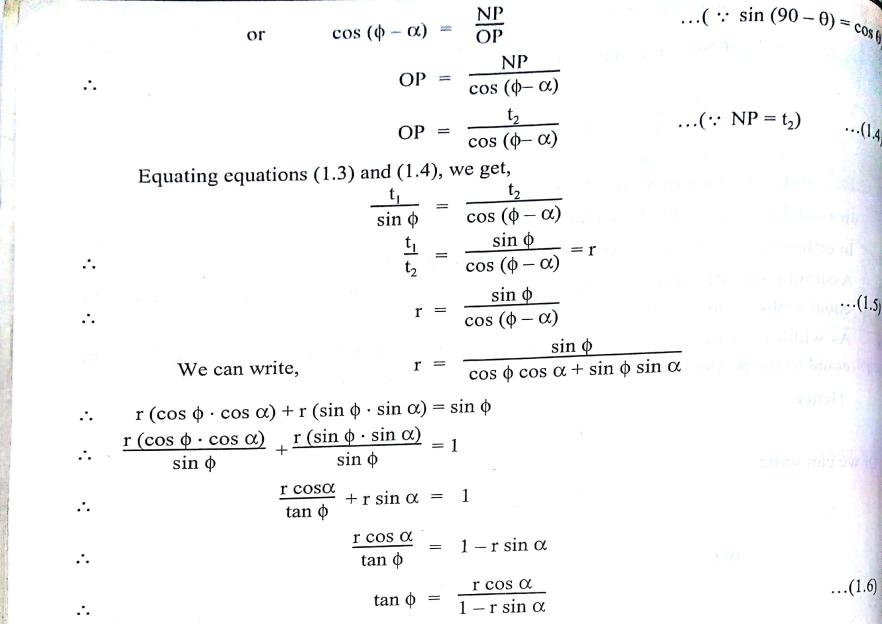 or cos (ϕ – α) = NP/OP ...( ∵ sin (90 – θ) = cos θ
∴ OP = NP/cos (ϕ– α)
OP = t₂/cos (ϕ– α) ...(∵ NP = t₂) ...(1.4
Equating equations (1.3) and (1.4), we get,
t₁/sin ϕ = t₂/cos (ϕ – α)
∴ t₁/t₂ = sin ϕ/cos (ϕ – α) = r
∴ r = sin ϕ/cos (ϕ – α) ...(1.5)
We can write, r = sin ϕ/cos ϕ cos α + sin ϕ sin α
∴ r (cos ϕ · cos α) + r (sin ϕ · sin α) = sin ϕ
∴ r (cos ϕ · cos α)/sin ϕ + r (sin ϕ · sin α)/sin ϕ = 1
∴ r cosα/tan ϕ + r sin α = 1
∴ r cos α/tan ϕ = 1 – r sin α
∴ tan ϕ = r cos α/1 – r sin α ...(1.6)